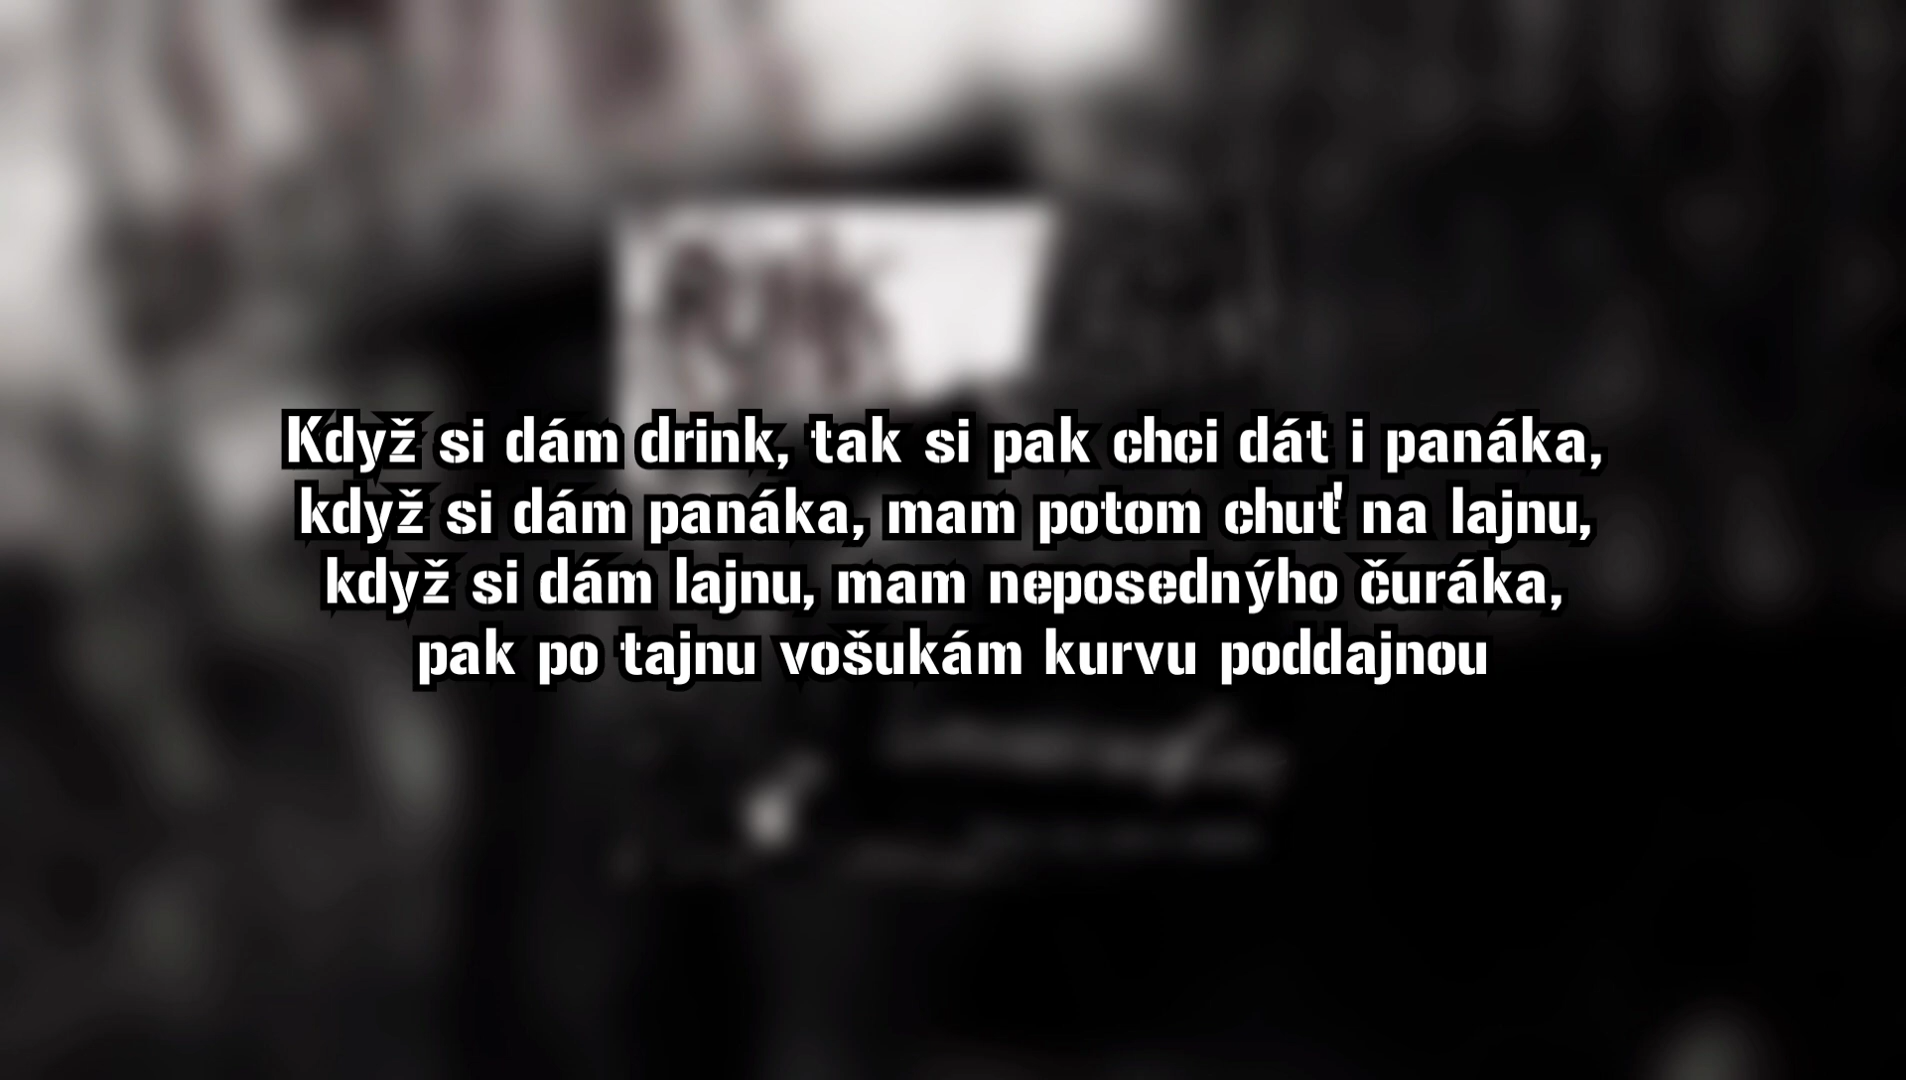 Když si dám drink, tak si pak chci dát i panáka,
když si dám panáka, mam potom chuť na lajnu,
když si dám lajnu, mam neposednýho čuráka,
pak po tajnu vošukám kurvu poddajnou